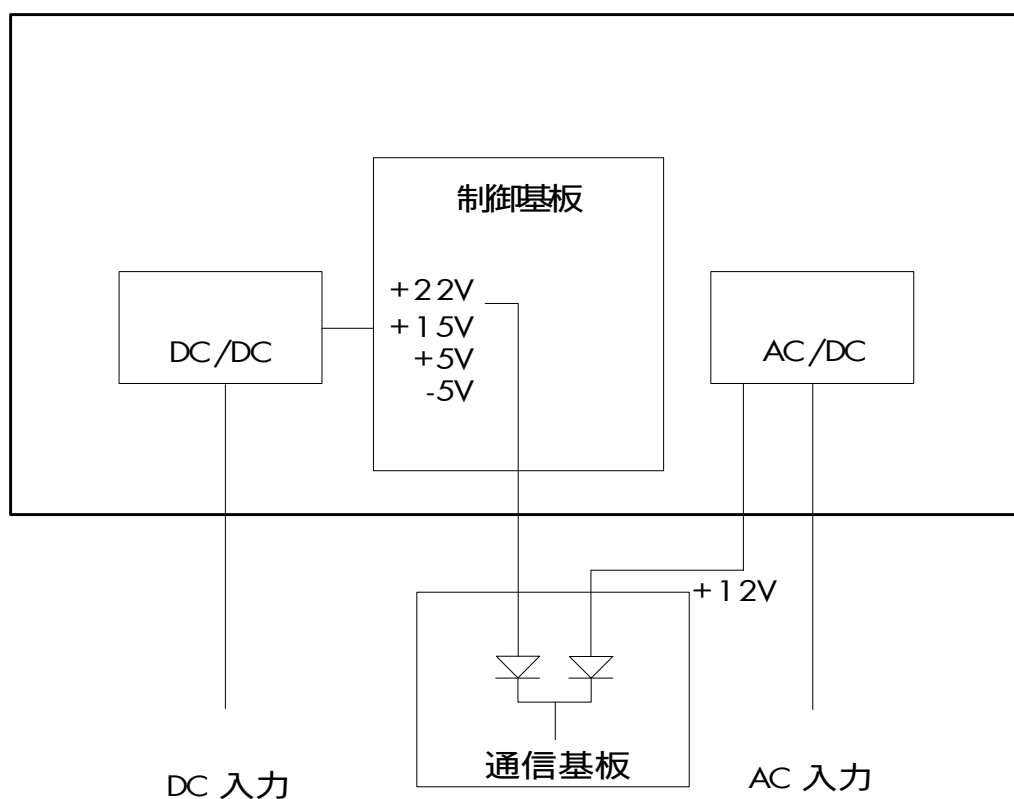 制御基板
+22V
+15V
+5V
-5V
DC/DC
AC/DC
+12V
通信基板
DC 入力
AC 入力